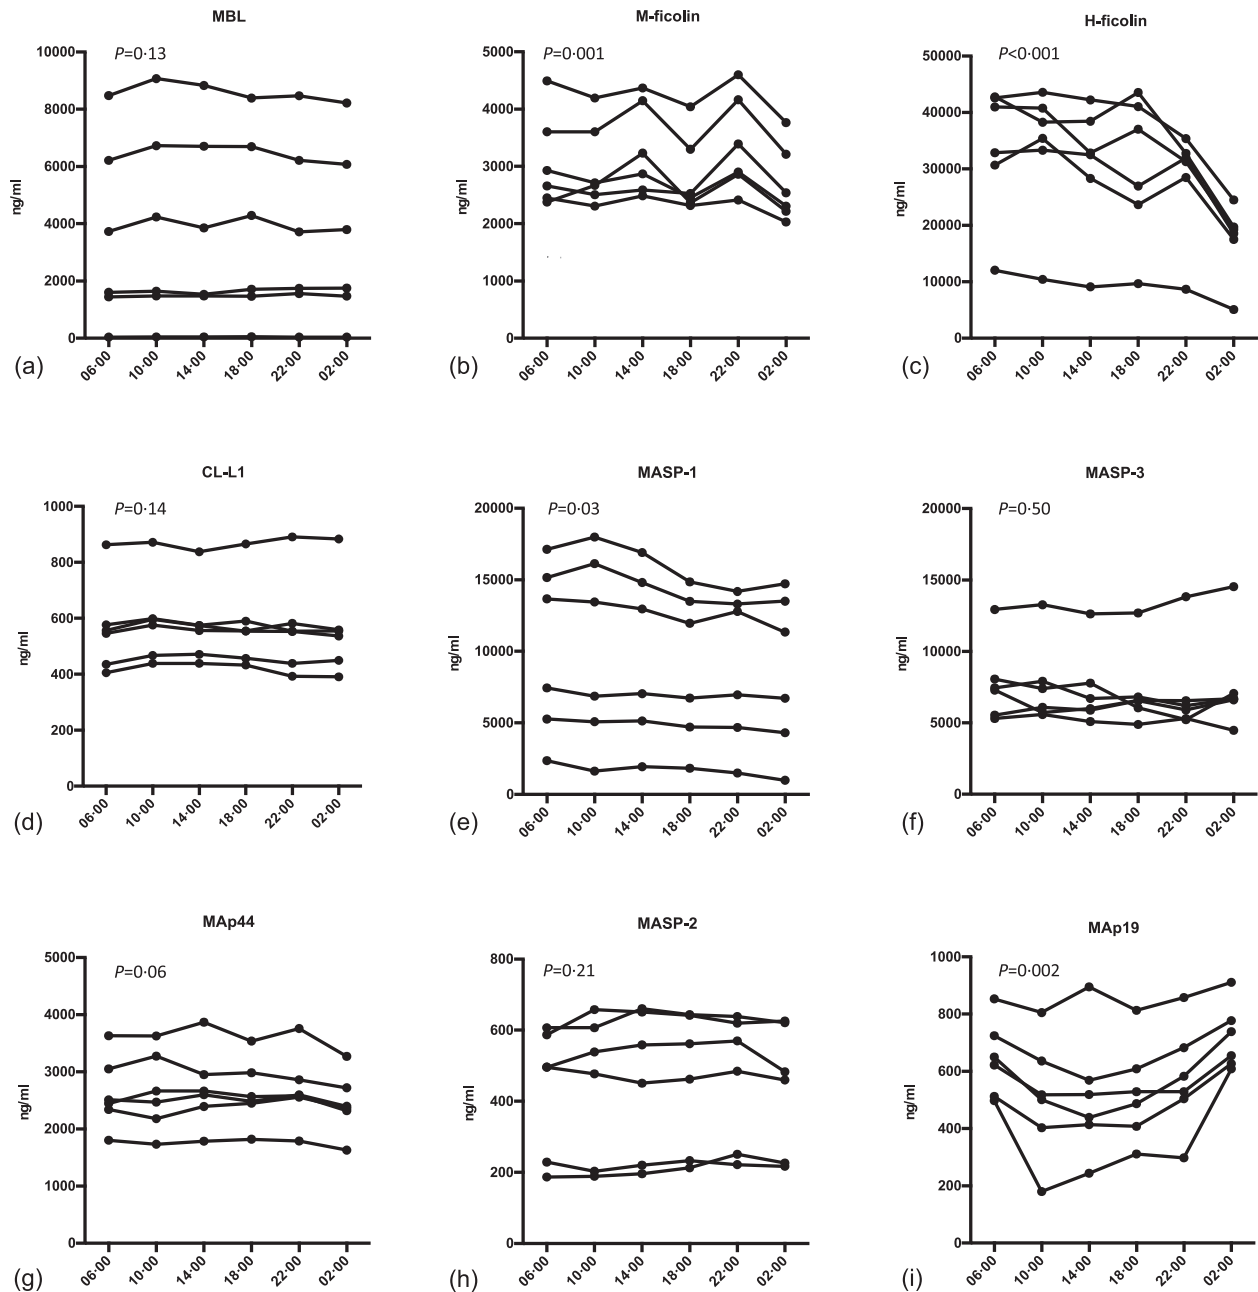 MBL
P=0·13
10000
8000
6000
4000
2000
0
ng/ml
06·00 10·00 14·00 18·00 22·00 02·00
(a)
M-ficolin
P=0·001
5000
4000
3000
2000
1000
0
ng/ml
06·00 10·00 14·00 18·00 22·00 02·00
(b)
H-ficolin
P<0·001
50000
40000
30000
20000
10000
0
ng/ml
06·00 10·00 14·00 18·00 22·00 02·00
(c)
CL-L1
P=0·14
1000
800
600
400
200
0
ng/ml
06·00 10·00 14·00 18·00 22·00 02·00
(d)
MASP-1
P=0·03
20000
15000
10000
5000
0
ng/ml
06·00 10·00 14·00 18·00 22·00 02·00
(e)
MASP-3
P=0·50
20000
15000
10000
5000
0
ng/ml
06·00 10·00 14·00 18·00 22·00 02·00
(f)
MAp44
P=0·06
5000
4000
3000
2000
1000
0
ng/ml
06·00 10·00 14·00 18·00 22·00 02·00
(g)
MASP-2
P=0·21
800
600
400
200
0
ng/ml
06·00 10·00 14·00 18·00 22·00 02·00
(h)
MAp19
P=0·002
1000
800
600
400
200
0
ng/ml
06·00 10·00 14·00 18·00 22·00 02·00
(i)